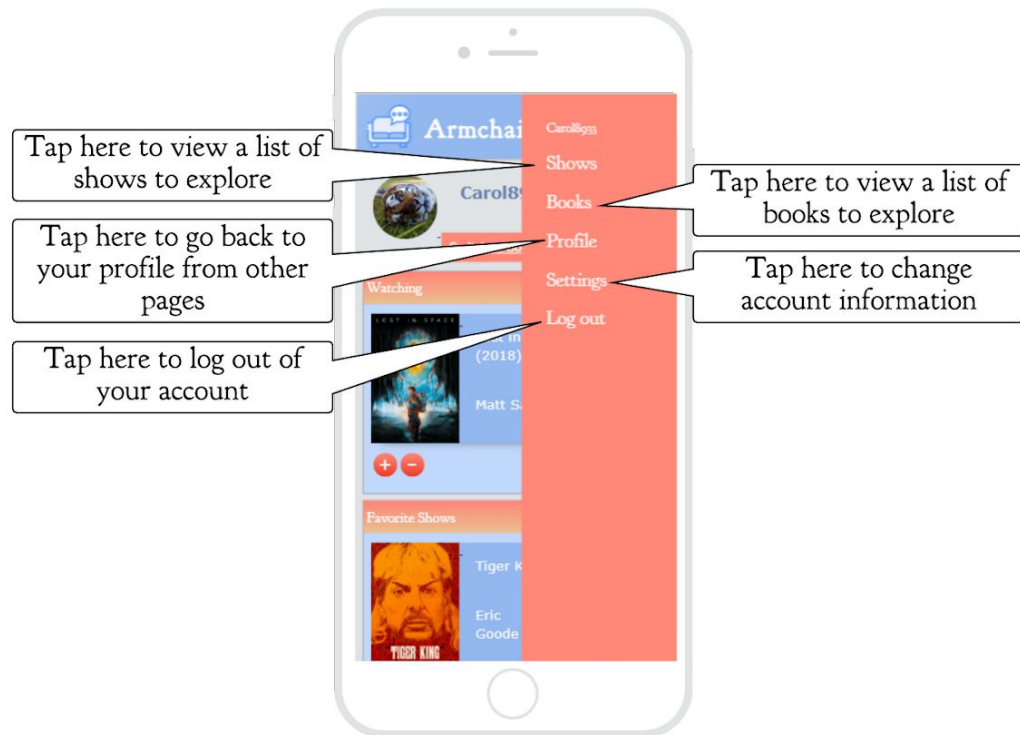 Armchai
Carol8933
Tap here to view a list of
shows to explore
Shows
Carol89
Books
Tap here to view a list of
books to explore
Tap here to go back to
your profile from other
pages
Profile
Watching
Settings
Tap here to change
account information
LOST IN SPACE
Log out
in
(2018)
Tap here to log out of
your account
Matt Sa
Favorite Shows
Tiger K
Eric
Goode
TIGER KING